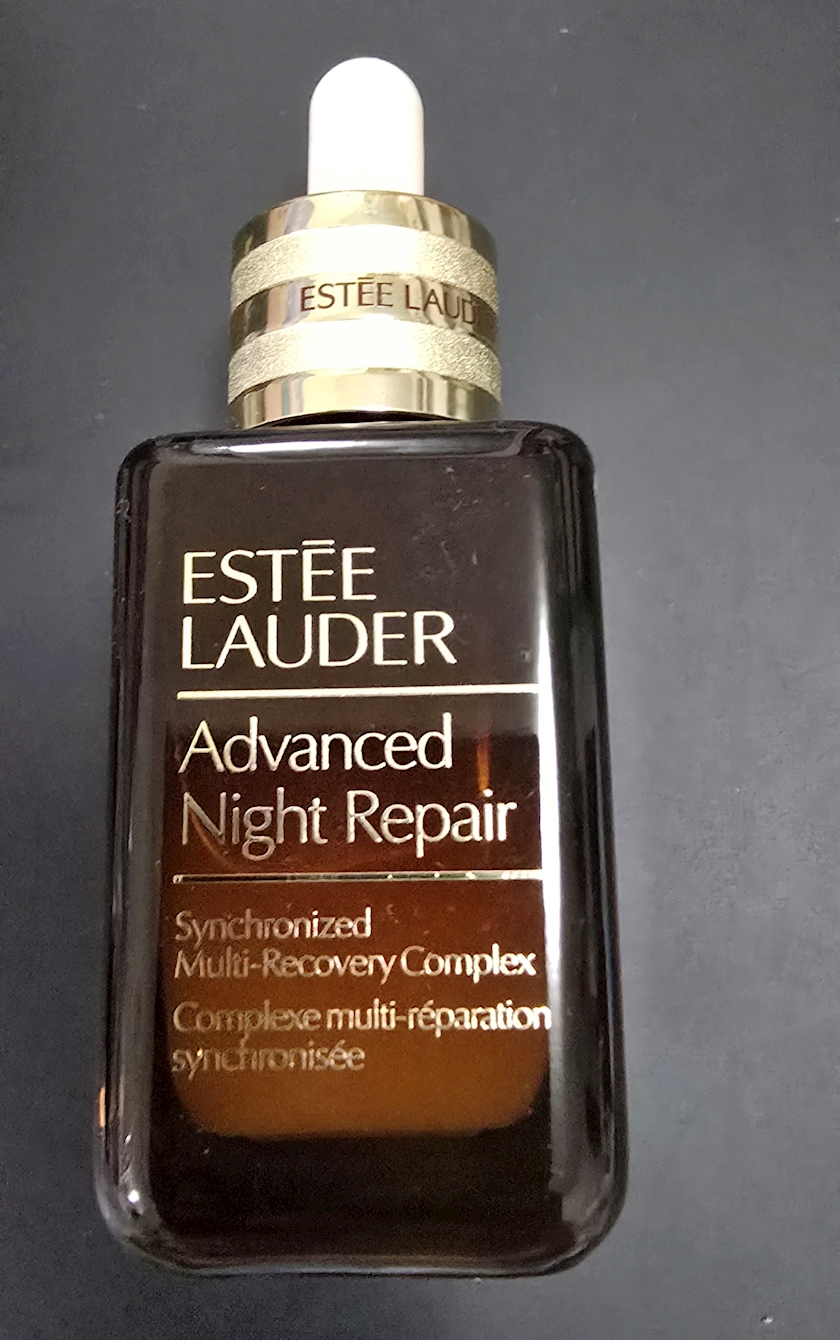 ESTĒE LAUD
ESTĒE
LAUDER
Advanced
Night Repair
Synchronized
Multi-Recovery Complex
Complexe multi-réparation
synchronisée